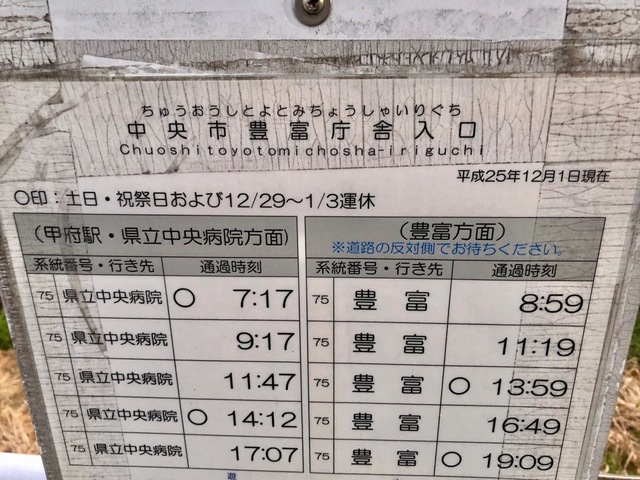 ちゅうおうしとよとみちょうしゃいりぐち
中央市豊富庁舎入口
Chuoshitoyotomichosha-iriguchi
平成25年12月1日現在
〇印：土日・祝祭日および12/29～1/3運休
（甲府駅・県立中央病院方面）
系統番号・行き先 通過時刻
75 県立中央病院 〇 7:17
75 県立中央病院 9:17
75 県立中央病院 11:47
75 県立中央病院 〇 14:12
75 県立中央病院 17:07
（豊富方面）
※道路の反対側でお待ちください。
系統番号・行き先 通過時刻
75 豊富 8:59
75 豊富 11:19
75 豊富 〇 13:59
75 豊富 16:49
75 豊富 〇 19:09